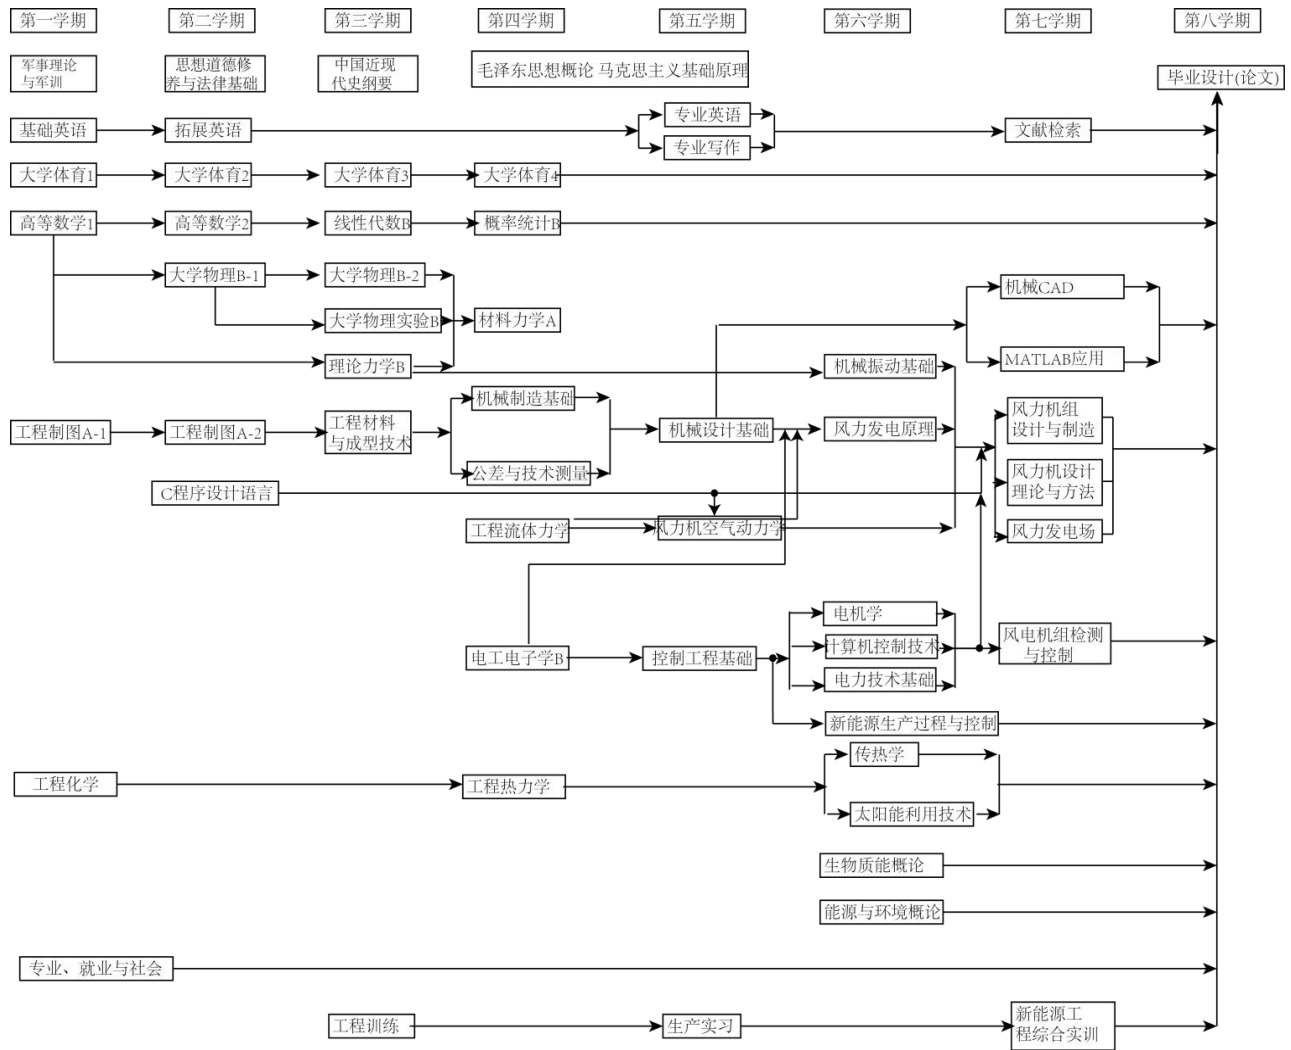 第一学期
第二学期
第三学期
第四学期
第五学期
第六学期
第七学期
第八学期
军事理论
与军训
思想道德修
养与法律基础
中国近现
代史纲要
毛泽东思想概论 马克思主义基础原理
毕业设计(论文)
基础英语
拓展英语
专业英语
专业写作
文献检索
大学体育1
大学体育2
大学体育3
大学体育4
高等数学1
高等数学2
线性代数B
概率统计B
大学物理B-1
大学物理B-2
机械CAD
大学物理实验B
材料力学A
理论力学B
机械振动基础
MATLAB应用
工程制图A-1
工程制图A-2
工程材料
与成型技术
机械制造基础
公差与技术测量
机械设计基础
风力发电原理
风力机组
设计与制造
C程序设计语言
风力机设计
理论与方法
工程流体力学
风力机空气动力学
风力发电场
电工电子学B
控制工程基础
电机学
计算机控制技术
电力技术基础
风电机组检测
与控制
新能源生产过程与控制
工程化学
工程热力学
传热学
太阳能利用技术
生物质能概论
能源与环境概论
专业、就业与社会
工程训练
生产实习
新能源工
程综合实训